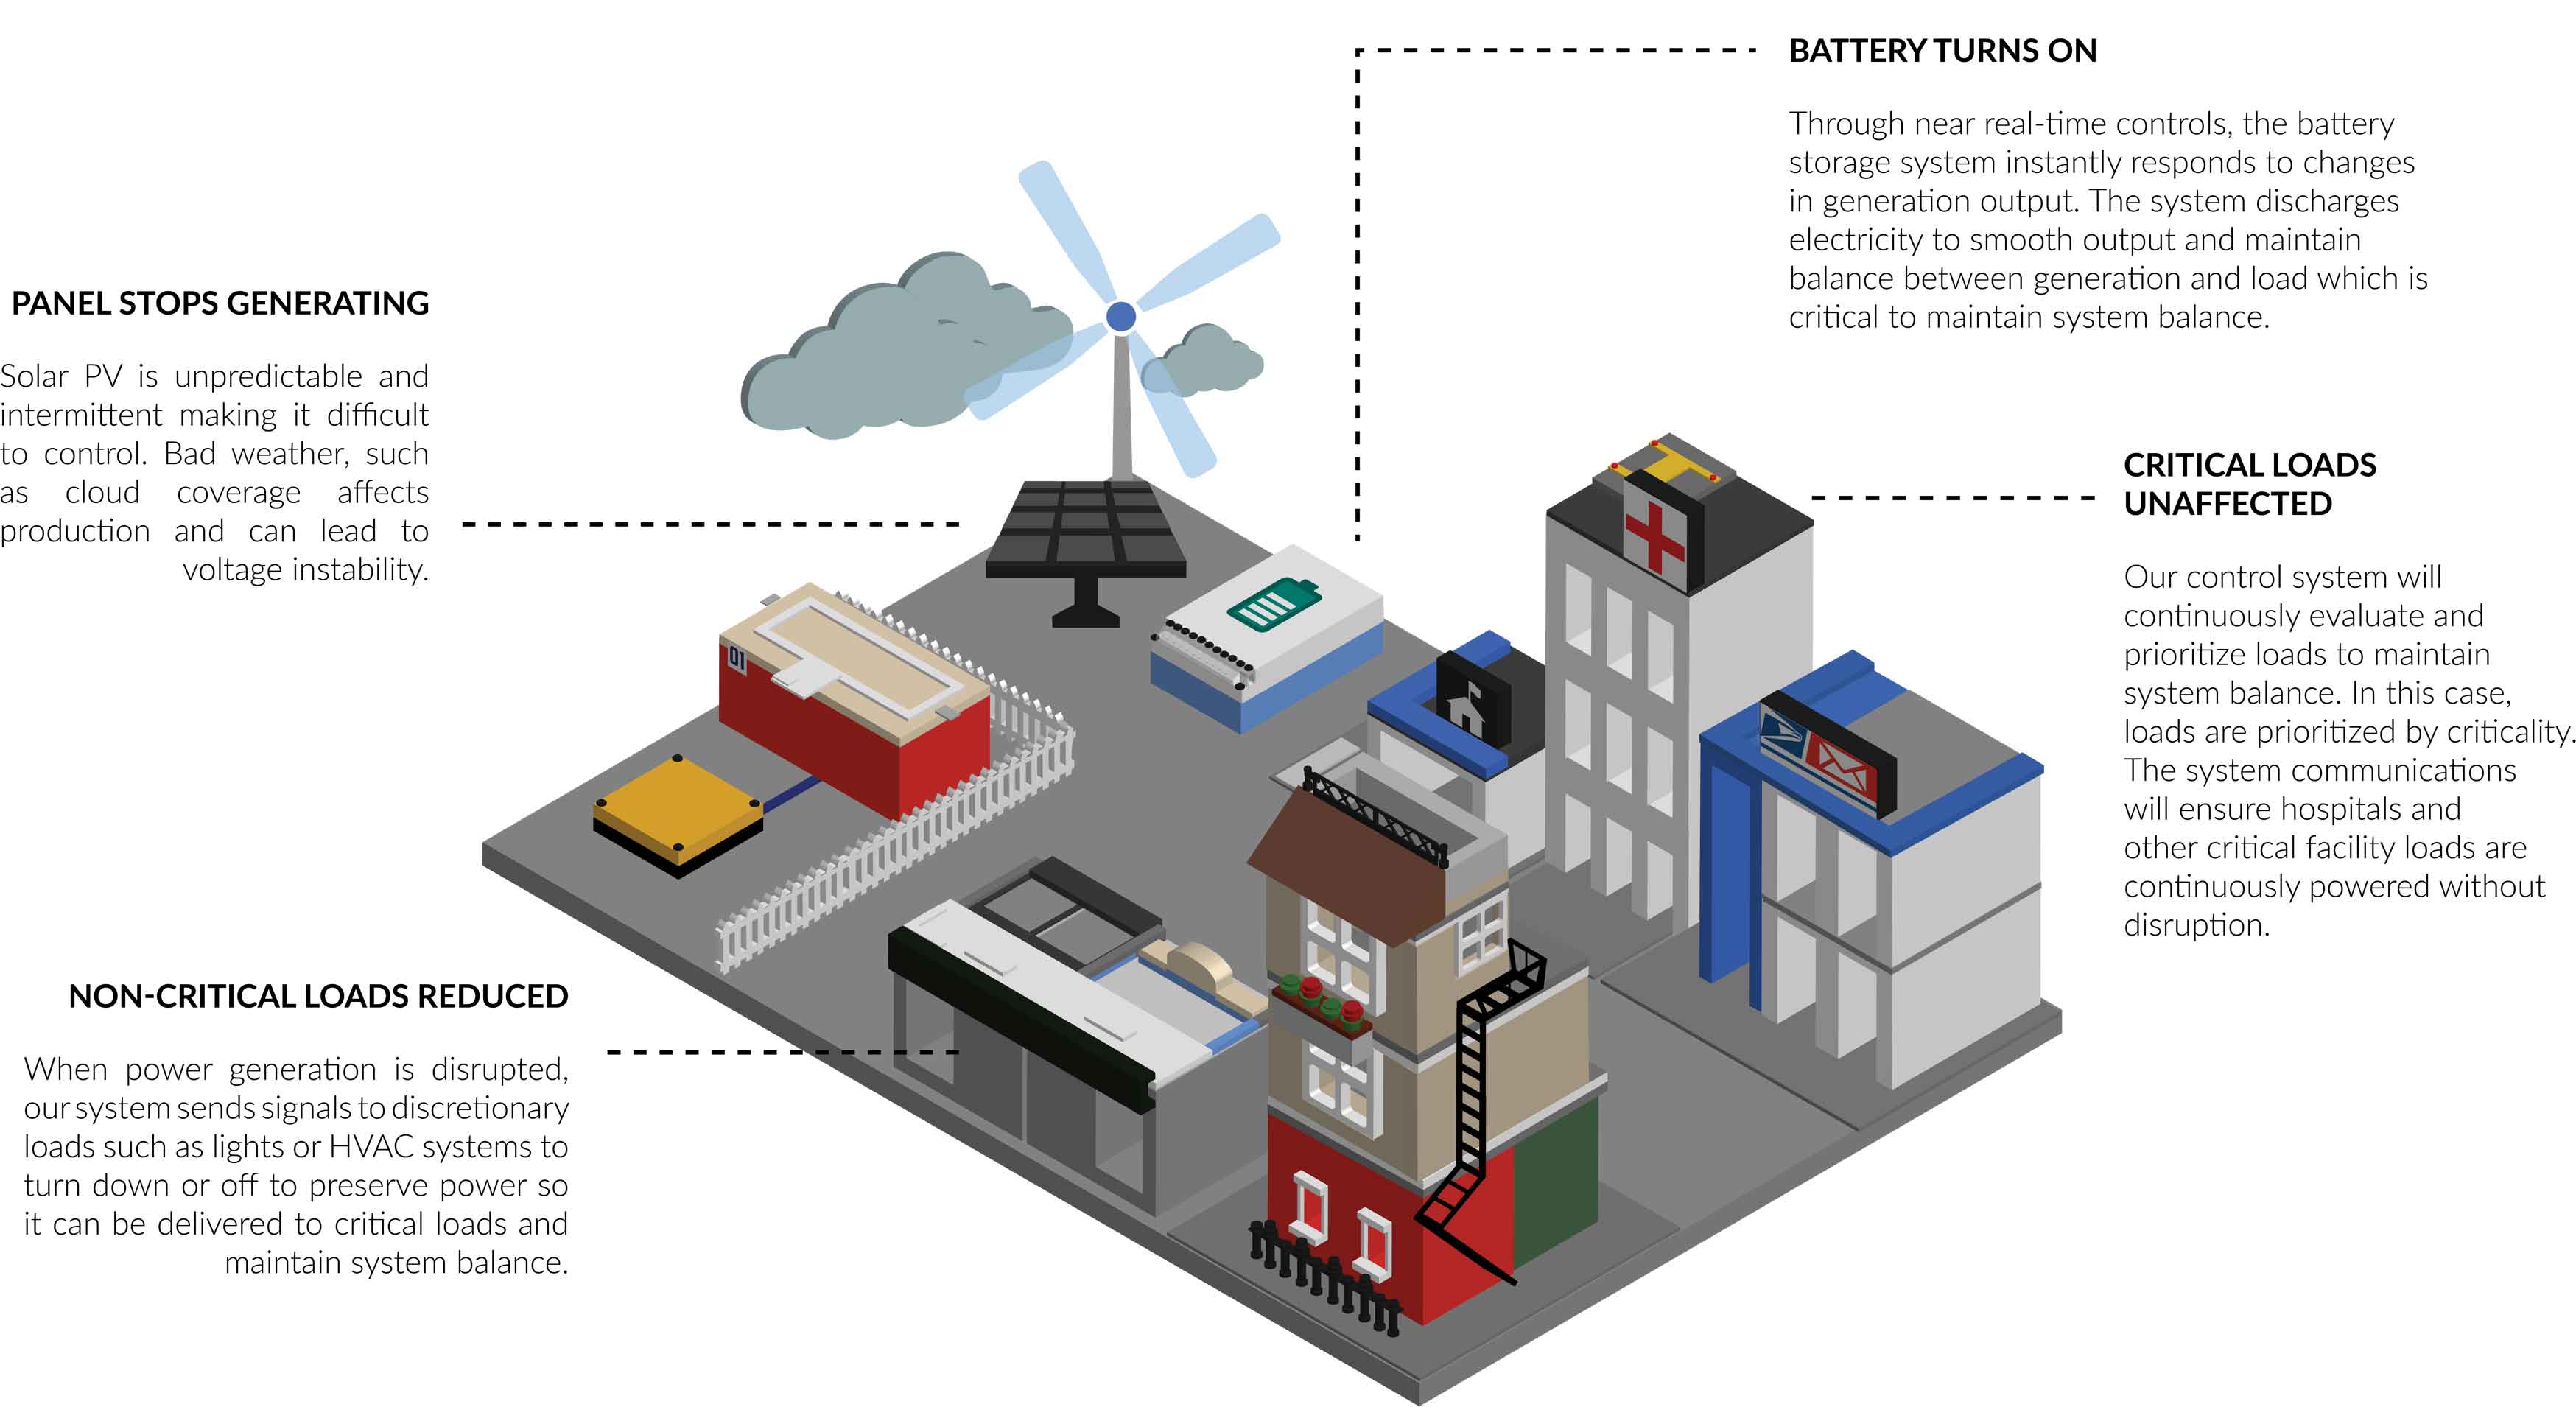 BATTERY TURNS ON
Through near real-time controls, the battery
storage system instantly responds to changes
in generation output. The system discharges
electricity to smooth output and maintain
balance between generation and load which is
critical to maintain system balance.
PANEL STOPS GENERATING
Solar PV is unpredictable and
intermittent making it difficult
to control. Bad weather, such
as cloud coverage affects
production and can lead to
voltage instability.
CRITICAL LOADS
UNAFFECTED
Our control system will
continuously evaluate and
prioritize loads to maintain
system balance. In this case,
loads are prioritized by criticality.
The system communications
will ensure hospitals and
other critical facility loads are
continuously powered without
disruption.
01
H
NON-CRITICAL LOADS REDUCED
When power generation is disrupted,
our system sends signals to discretionary
loads such as lights or HVAC systems to
turn down or off to preserve power so
it can be delivered to critical loads and
maintain system balance.